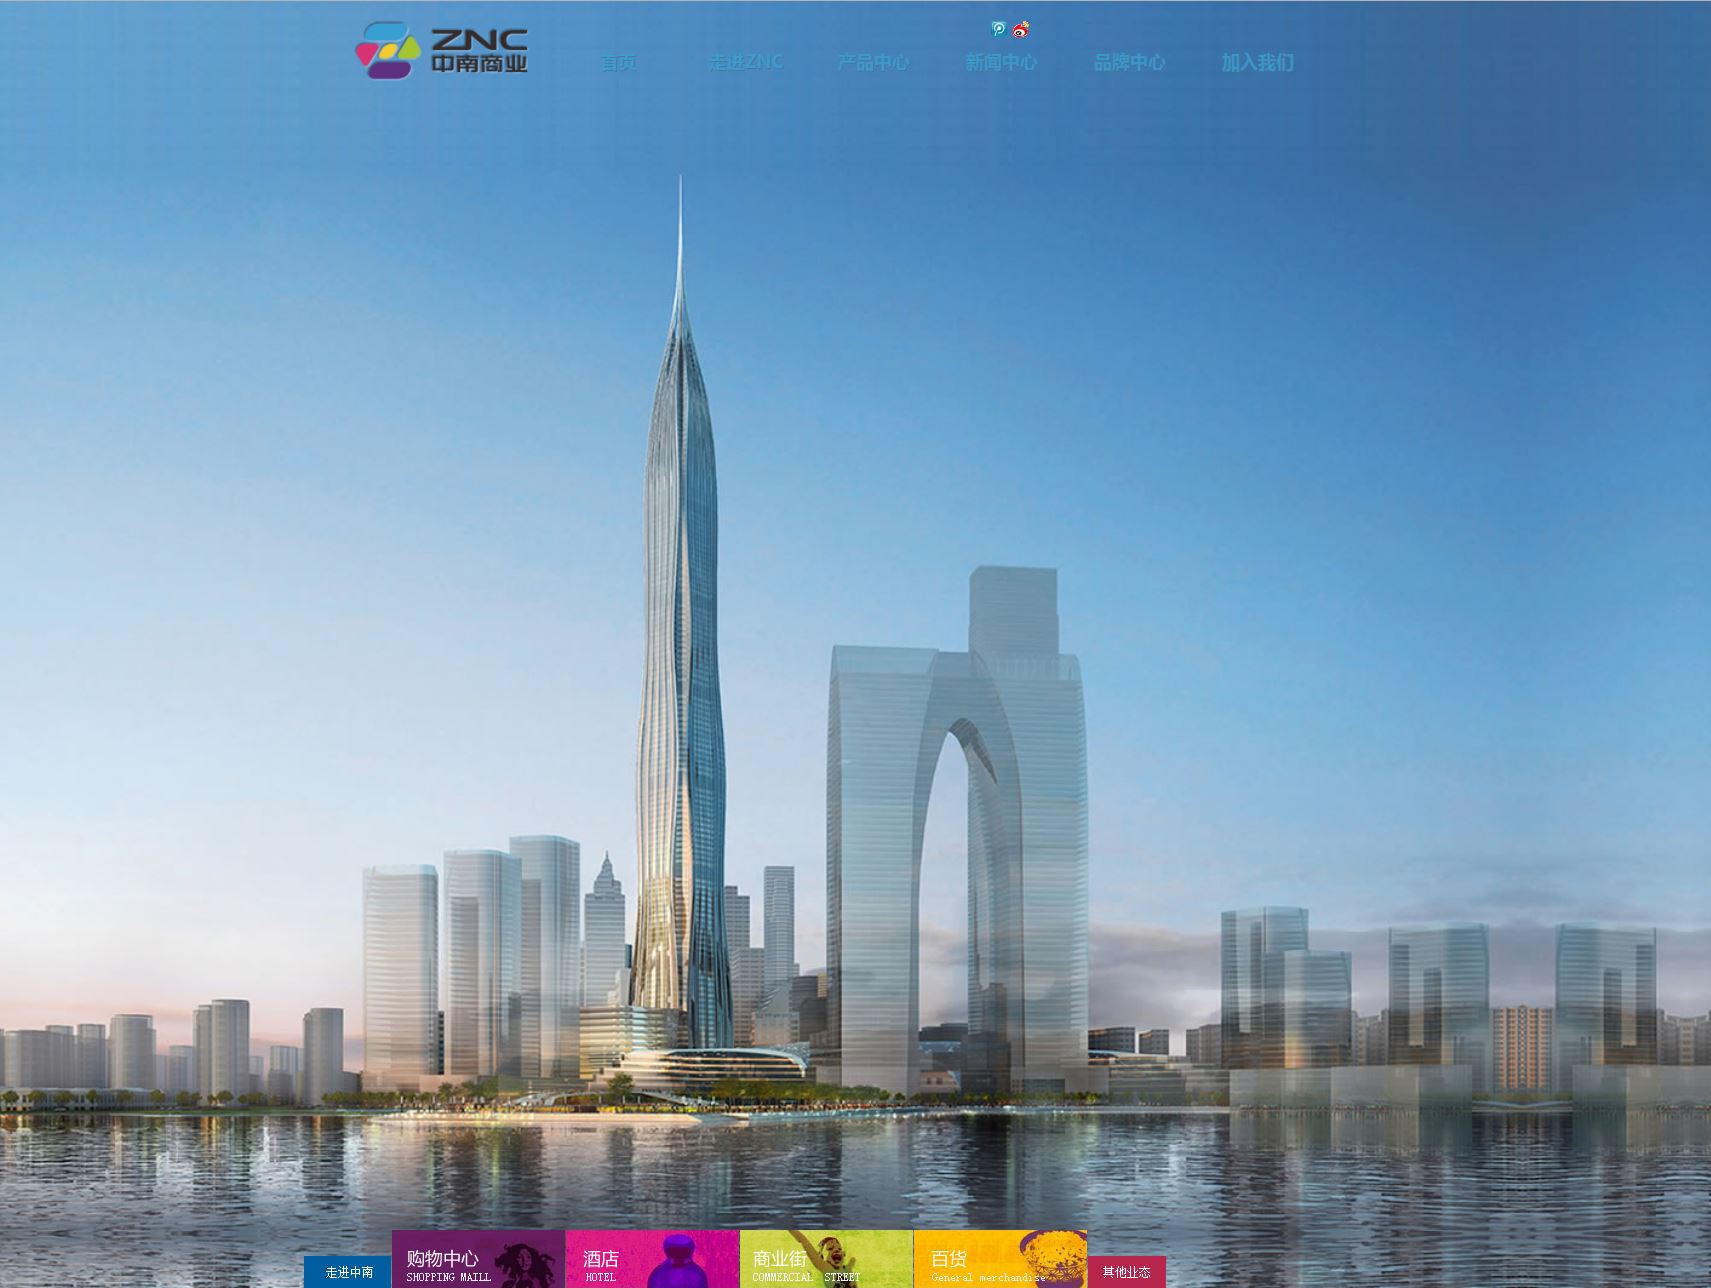 ZNC
中南商业
首页
走进ZNC
产品中心
新闻中心
品牌中心
加入我们
走进中南
购物中心
SHOPPING MAILL
酒店
HOTEL
商业街
COMMERCIAL STREET
百货
General merchandise
其他业态